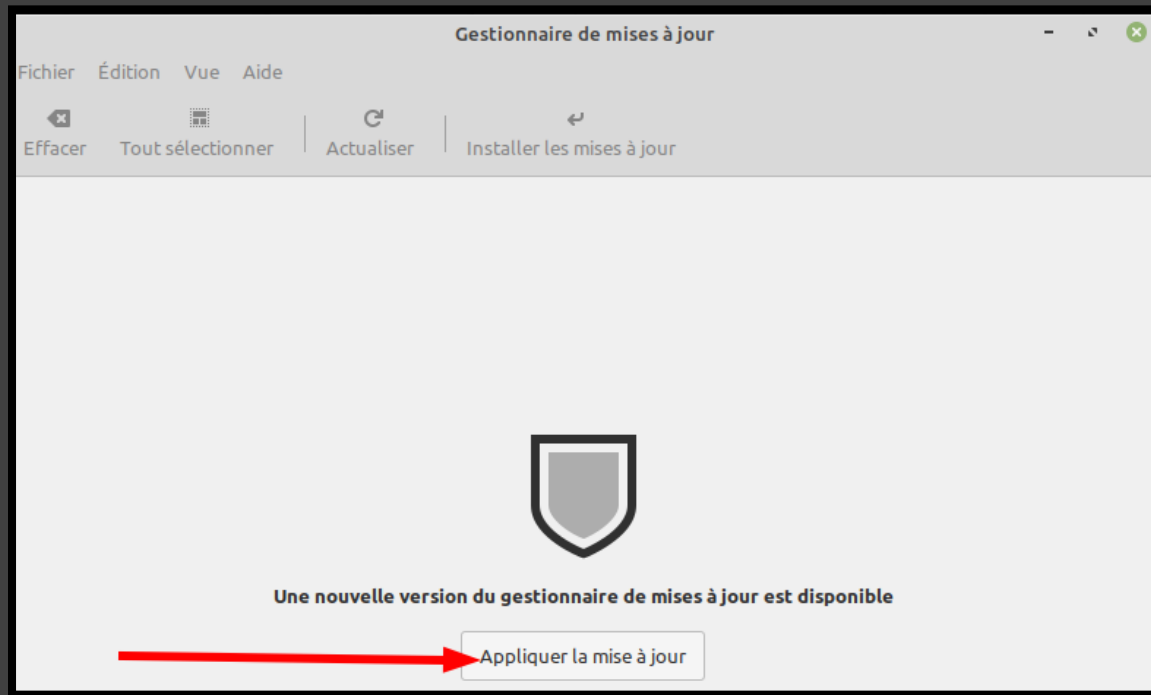 Gestionnaire de mises à jour
Fichier Édition Vue Aide
Effacer Tout sélectionner Actualiser Installer les mises à jour
Une nouvelle version du gestionnaire de mises à jour est disponible
Appliquer la mise à jour